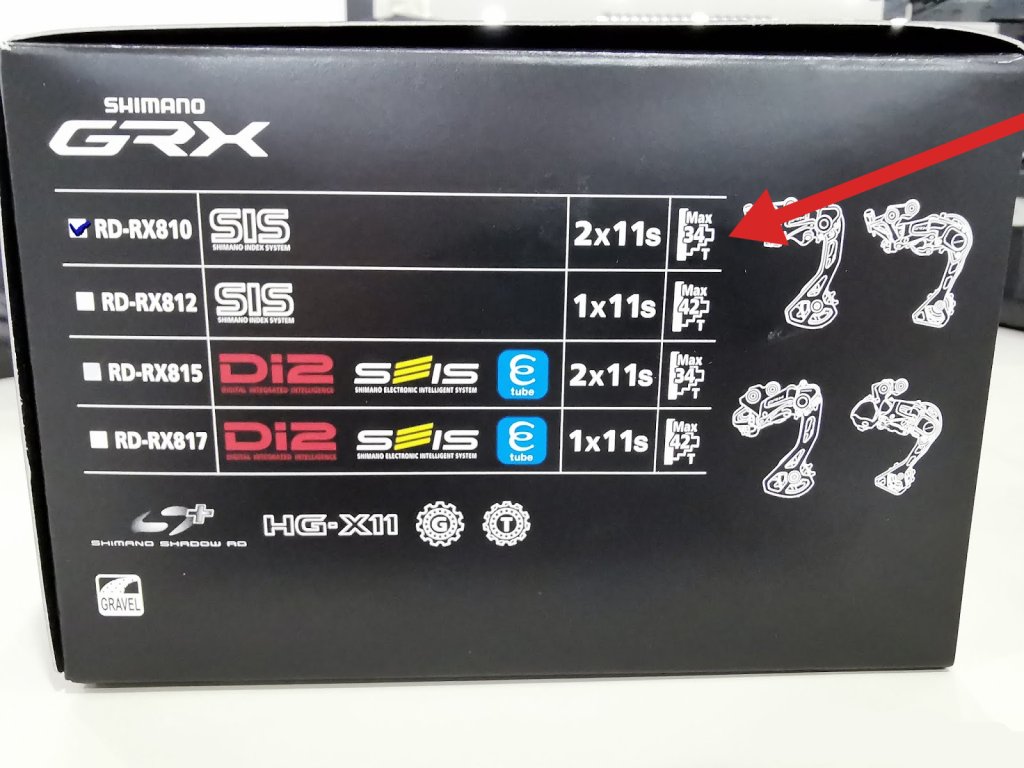 SHIMANO
GRX
RD-RX810 SIS SHIMANO INDEX SYSTEM 2x11s Max 34T
RD-RX812 SIS SHIMANO INDEX SYSTEM 1x11s Max 42T
RD-RX815 Di2 DIGITAL INTEGRATED INTELLIGENCE SEIS SHIMANO ELECTRONIC INTELLIGENT SYSTEM E tube 2x11s Max 34T
RD-RX817 Di2 DIGITAL INTEGRATED INTELLIGENCE SEIS SHIMANO ELECTRONIC INTELLIGENT SYSTEM E tube 1x11s Max 42T
SHIMANO SHADOW RD HG-X11 G T
GRAVEL